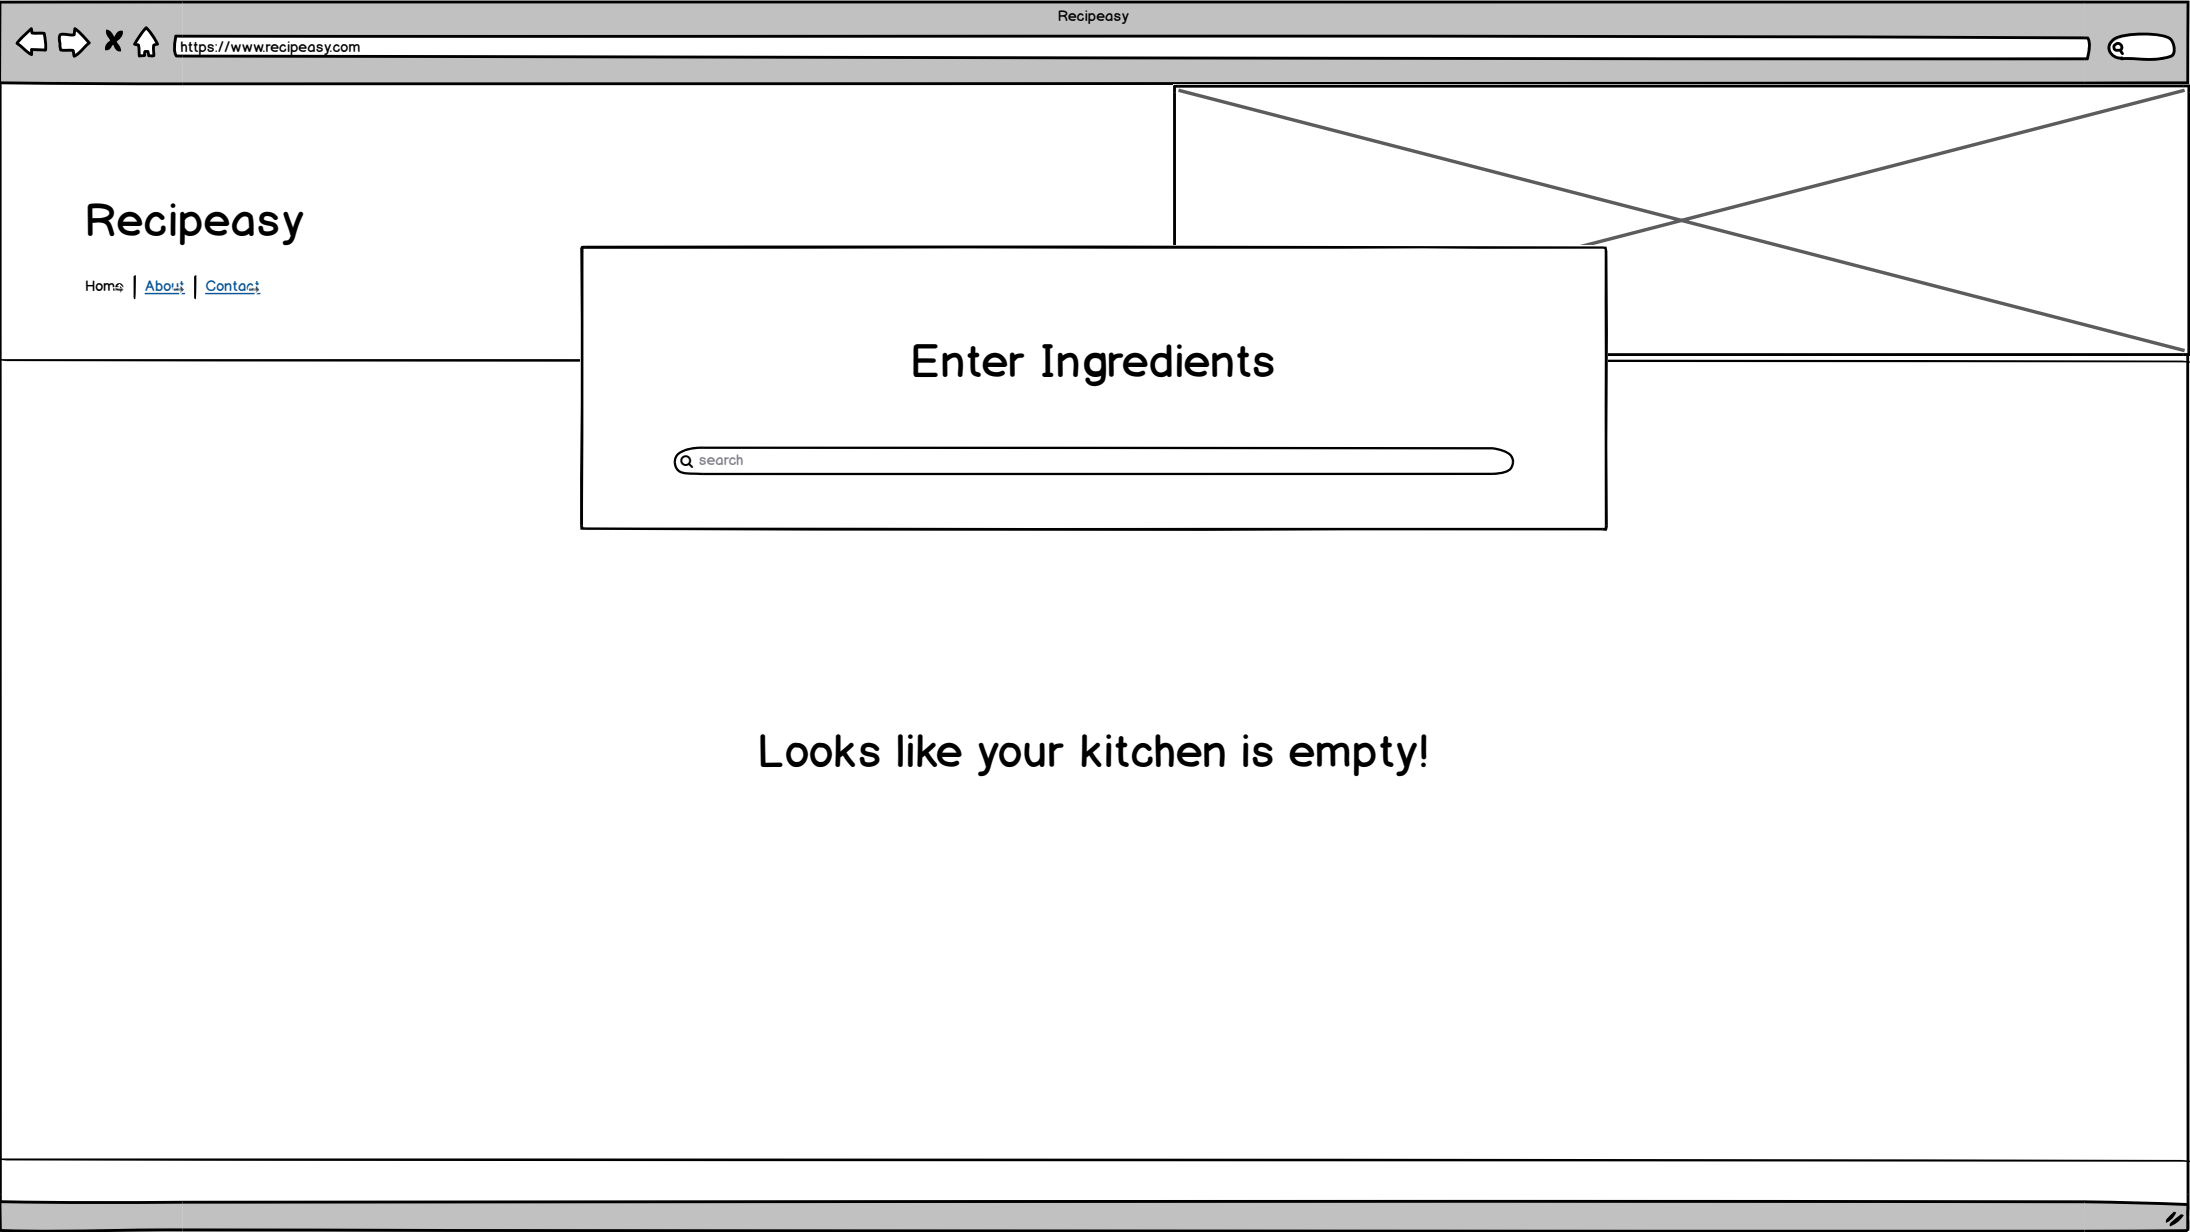 Recipeasy
https://www.recipeasy.com
Recipeasy
Home | About | Contact
Enter Ingredients
search
Looks like your kitchen is empty!